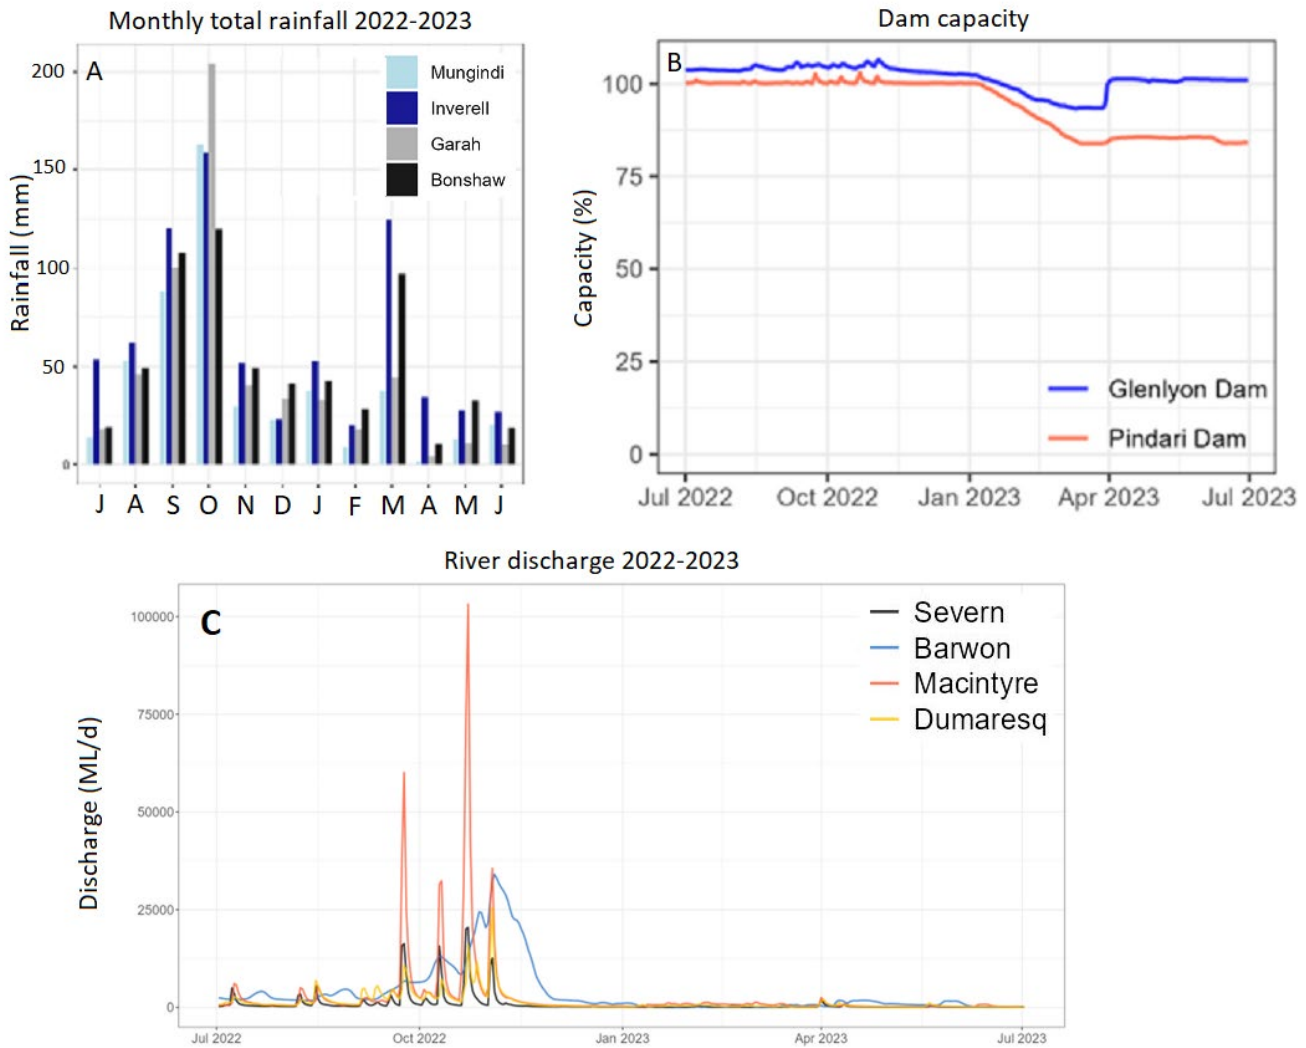 Monthly total rainfall 2022-2023
A
200
150
100
50
0
Rainfall (mm)
Mungindi
Inverell
Garah
Bonshaw
J A S O N D J F M A M J
Dam capacity
B
100
75
50
25
0
Capacity (%)
Glenlyon Dam
Pindari Dam
Jul 2022 Oct 2022 Jan 2023 Apr 2023 Jul 2023
River discharge 2022-2023
C
100000
75000
50000
25000
0
Discharge (ML/d)
Severn
Barwon
Macintyre
Dumaresq
Jul 2022 Oct 2022 Jan 2023 Apr 2023 Jul 2023